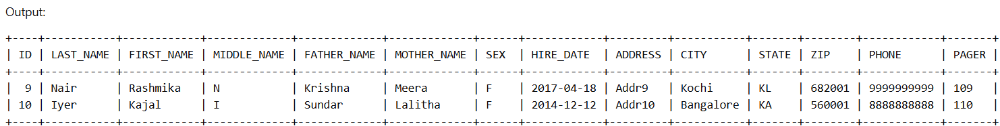 Output:
+----+-----------+------------+-------------+-------------+-------------+------+------------+---------+-----------+-------+--------+------------+-------+
| ID | LAST_NAME | FIRST_NAME | MIDDLE_NAME | FATHER_NAME | MOTHER_NAME | SEX  | HIRE_DATE  | ADDRESS | CITY      | STATE | ZIP    | PHONE      | PAGER |
+----+-----------+------------+-------------+-------------+-------------+------+------------+---------+-----------+-------+--------+------------+-------+
|  9 | Nair      | Rashmika   | N           | Krishna     | Meera       | F    | 2017-04-18 | Addr9   | Kochi     | KL    | 682001 | 9999999999 | 109   |
| 10 | Iyer      | Kajal      | I           | Sundar      | Lalitha     | F    | 2014-12-12 | Addr10  | Bangalore | KA    | 560001 | 8888888888 | 110   |
+----+-----------+------------+-------------+-------------+-------------+------+------------+---------+-----------+-------+--------+------------+-------+